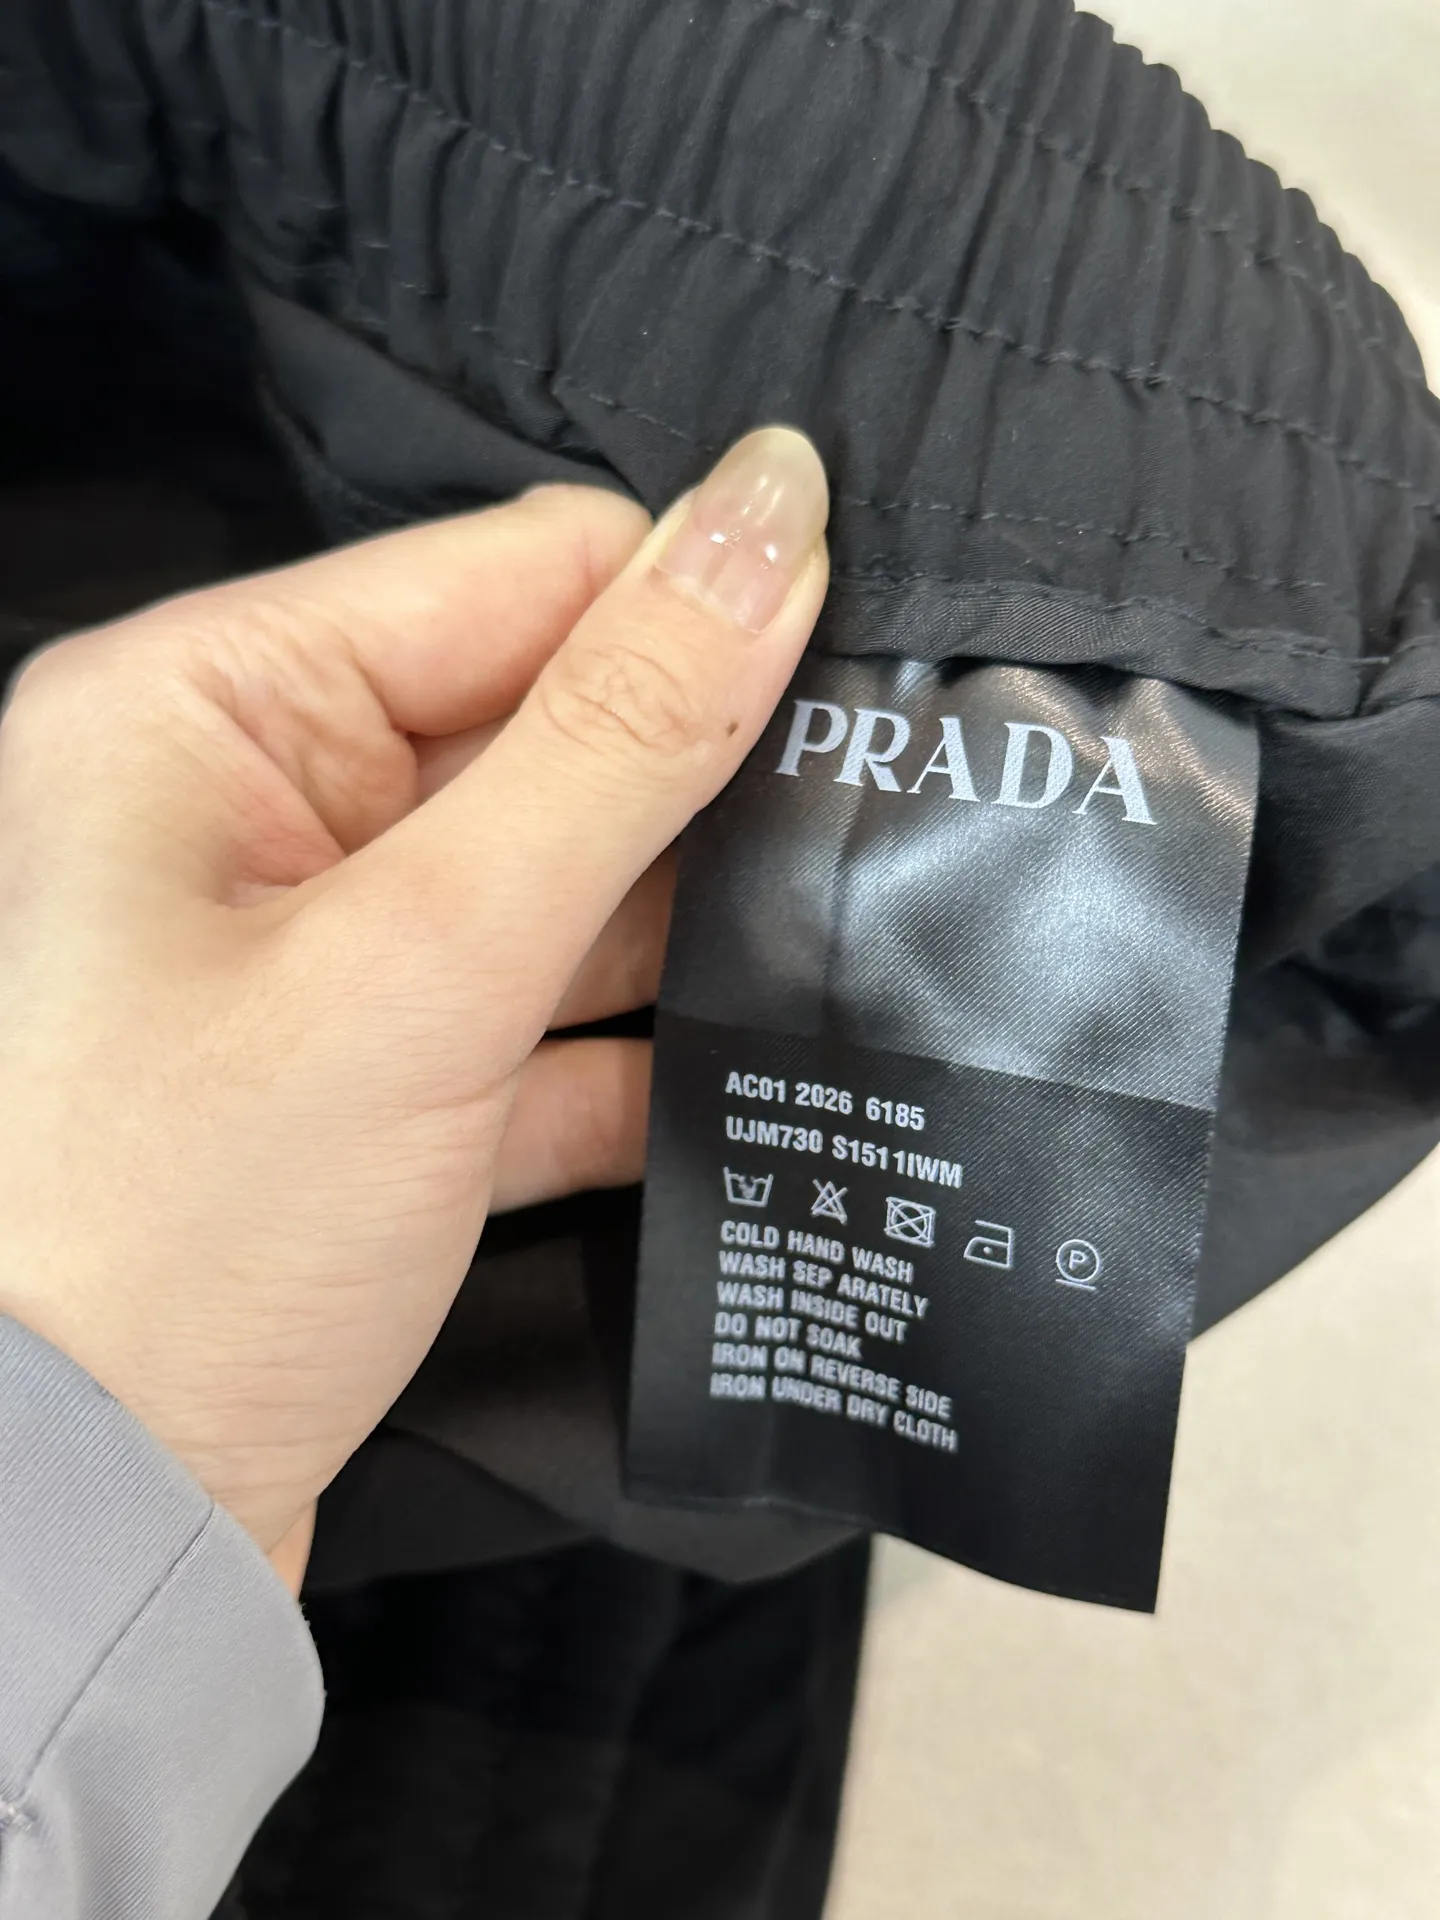 PRADA
AC01 2026 6185
UJM730 S1511IWM
P
COLD HAND WASH
WASH SEP ARATELY
WASH INSIDE OUT
DO NOT SOAK
IRON ON REVERSE SIDE
IRON UNDER DRY CLOTH